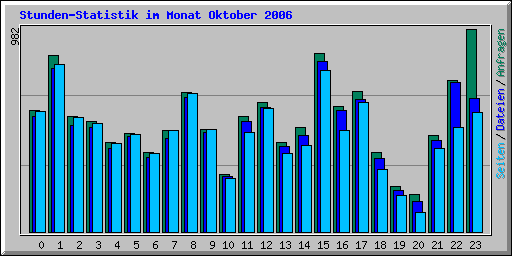 Stunden-Statistik im Monat Oktober 2006
982
Seiten / Dateien / Anfragen
0 1 2 3 4 5 6 7 8 9 10 11 12 13 14 15 16 17 18 19 20 21 22 23